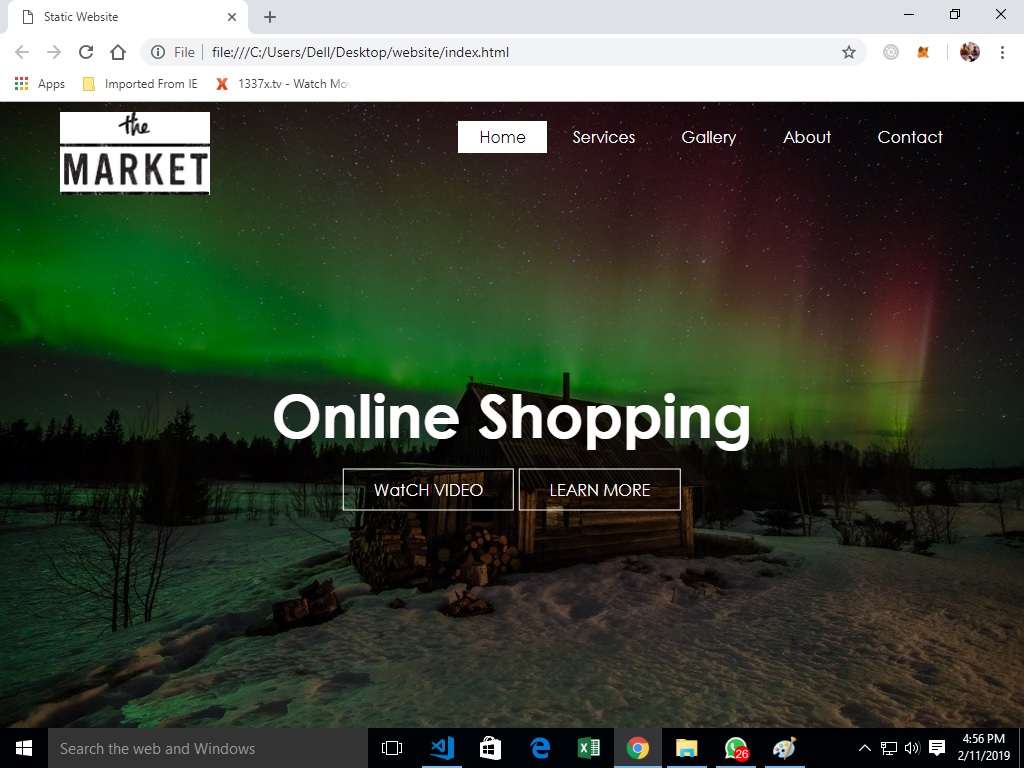 Static Website
File
file:///C:/Users/Dell/Desktop/website/index.html
Apps
Imported From IE
1337x.tv - Watch Mo
the
MARKET
Home Services Gallery About Contact
Online Shopping
WatCH VIDEO
LEARN MORE
Search the web and Windows
26
4:56 PM
2/11/2019